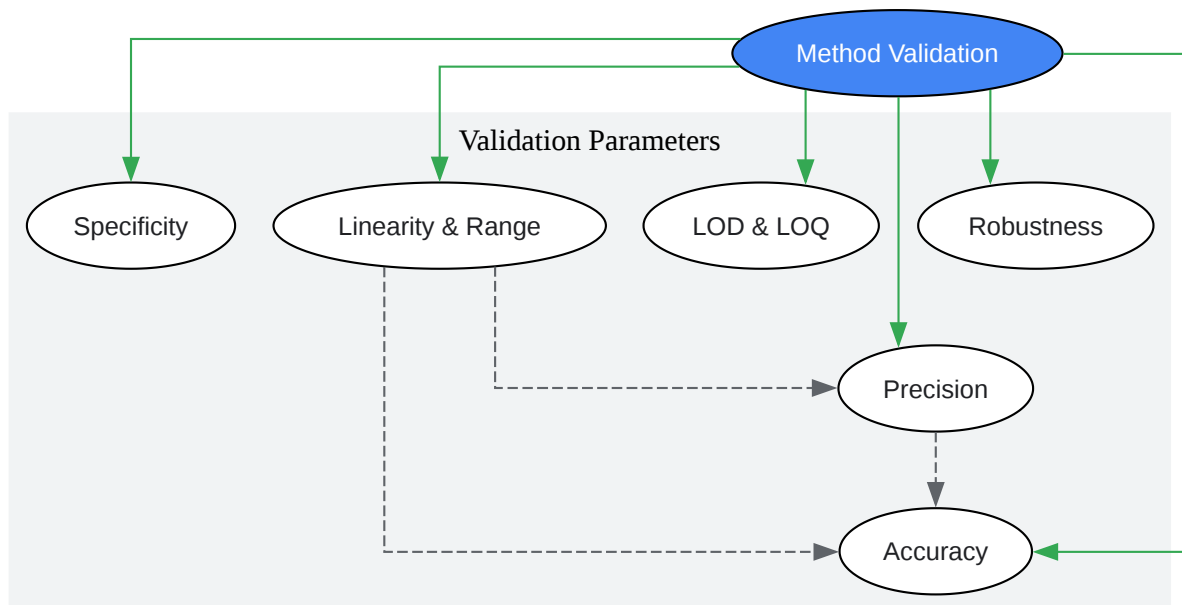 Method Validation
Validation Parameters
Specificity
Linearity & Range
LOD & LOQ
Robustness
Precision
Accuracy